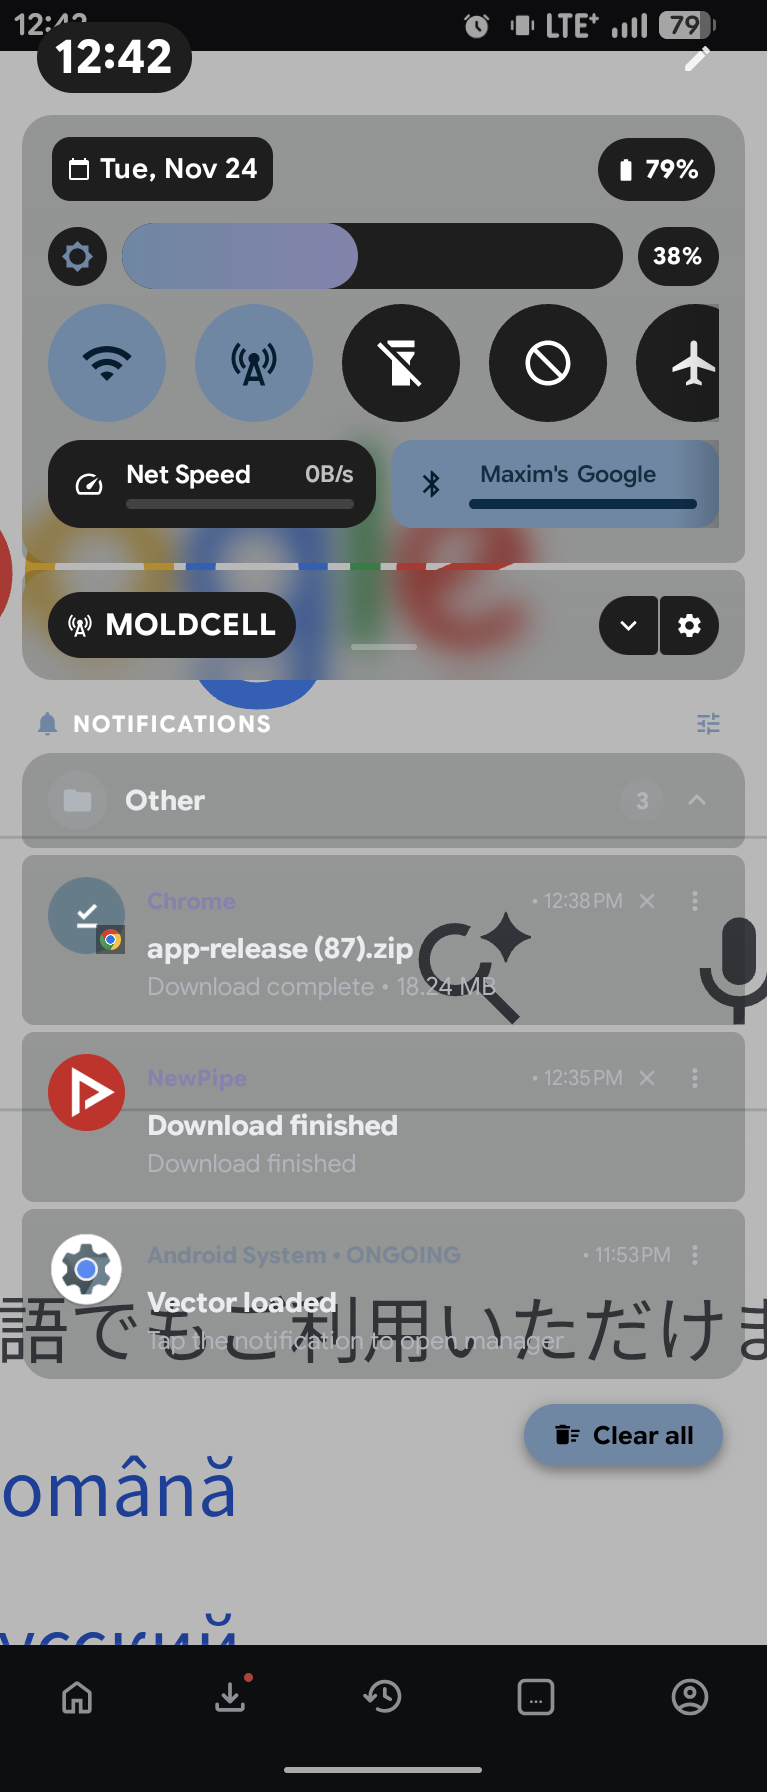 12:42
LTE+
79
12:42
Tue, Nov 24
79%
38%
Net Speed
0B/s
Maxim's Google
ogle
MOLDCELL
NOTIFICATIONS
Other
3
Chrome
• 12:38 PM
app-release (87).zip
Download complete • 18.24 MB
NewPipe
• 12:35 PM
Download finished
Download finished
Android System • ONGOING
• 11:53 PM
Vector loaded
Tap the notification to open manager
語でもご利用いただけま
Clear all
omână
усский